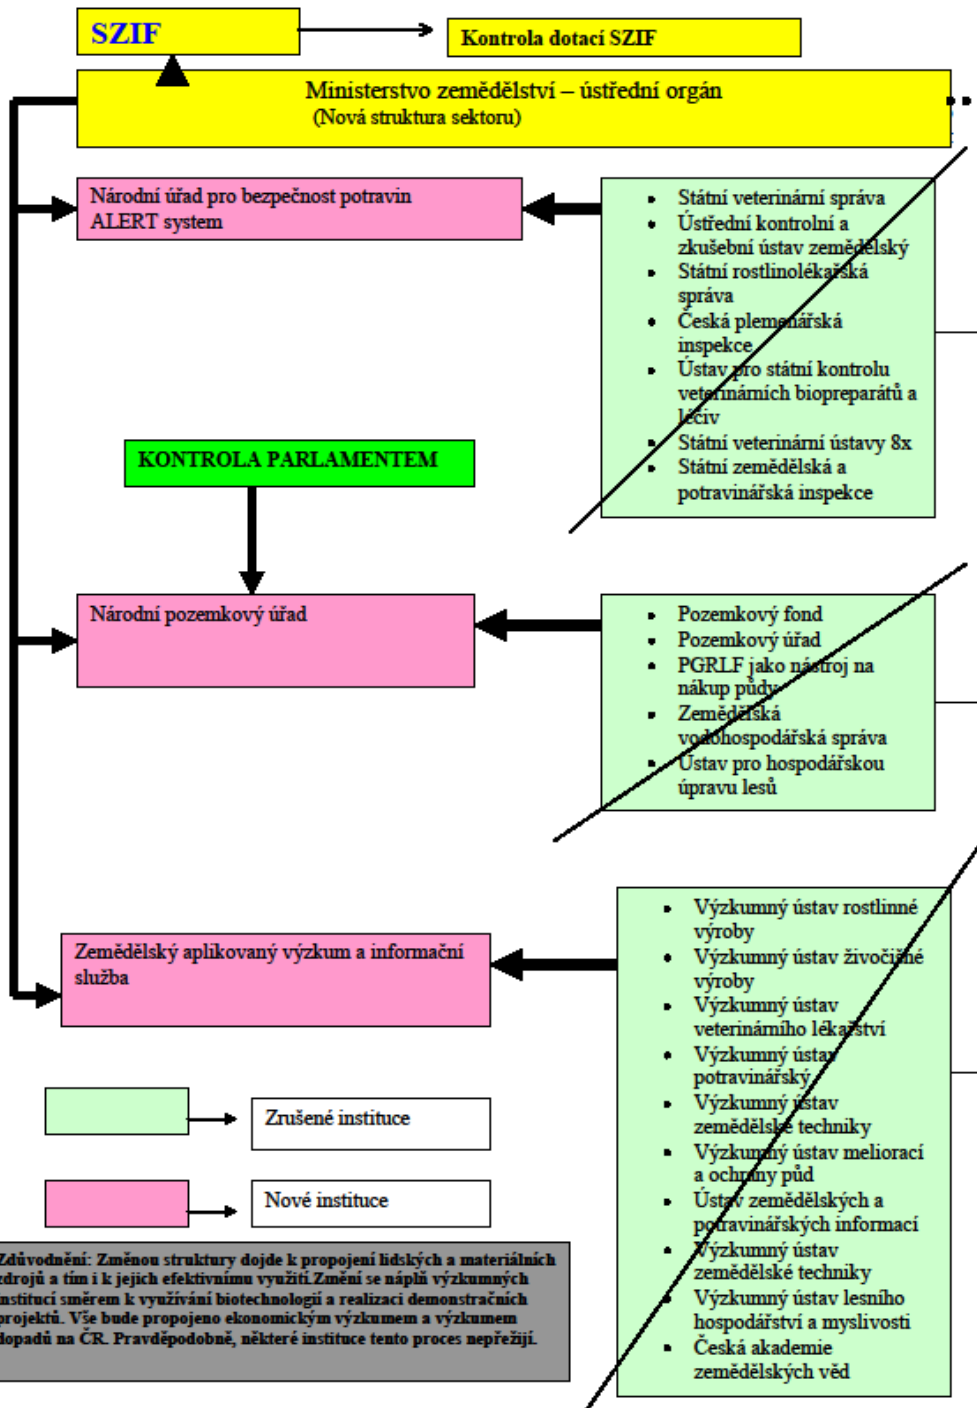 SZIF
Kontrola dotací SZIF
Ministerstvo zemědělství – ústřední orgán
(Nová struktura sektoru)
Národní úřad pro bezpečnost potravin
ALERT system
• Státní veterinární správa
• Ústřední kontrolní a
zkušební ústav zemědělský
• Státní rostlinolékařská
správa
• Česká plemenářská
inspekce
• Ústav pro státní kontrolu
veterinárních biopreparátů a
léčiv
• Státní veterinární ústavy 8x
• Státní zemědělská a
potravinářská inspekce
KONTROLA PARLAMENTEM
Národní pozemkový úřad
• Pozemkový fond
• Pozemkový úřad
• PGRLF jako nástroj na
nákup půdy
• Zemědělská
vodohospodářská správa
• Ústav pro hospodářskou
úpravu lesů
Zemědělský aplikovaný výzkum a informační
služba
• Výzkumný ústav rostlinné
výroby
• Výzkumný ústav živočišné
výroby
• Výzkumný ústav
veterinárního lékařství
• Výzkumný ústav
potravinářský
• Výzkumný ústav
zemědělské techniky
• Výzkumný ústav meliorací
a ochrany půd
• Ústav zemědělských a
potravinářských informací
• Výzkumný ústav
zemědělské techniky
• Výzkumný ústav lesního
hospodářství a myslivosti
• Česká akademie
zemědělských věd
Zrušené instituce
Nové instituce
Zdůvodnění: Změnou struktury dojde k propojení lidských a materiálních
zdrojů a tím i k jejich efektivnímu využití.Změní se náplň výzkumných
institucí směrem k využívání biotechnologií a realizaci demonstračních
projektů. Vše bude propojeno ekonomickým výzkumem a výzkumem
dopadů na ČR. Pravděpodobně, některé instituce tento proces nepřežijí.